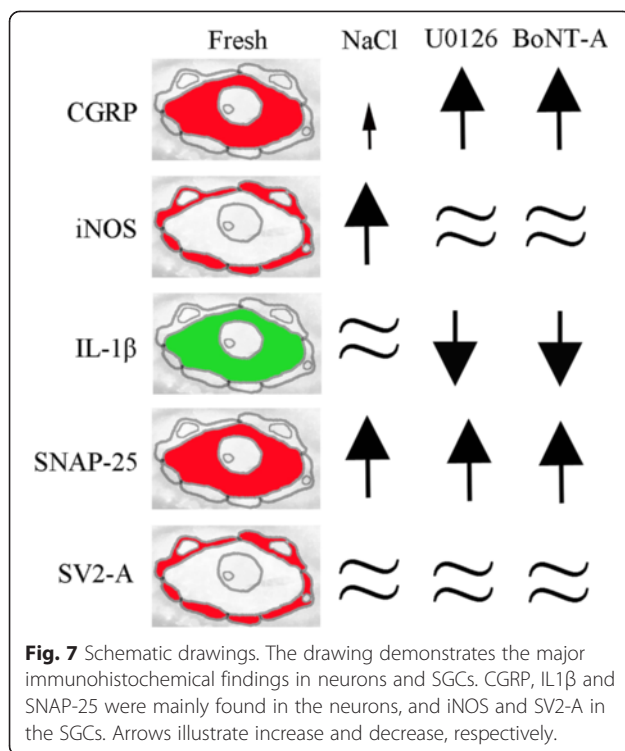 Fresh NaCl U0126 BoNT-A
CGRP
iNOS
IL-1β
SNAP-25
SV2-A
Fig. 7 Schematic drawings. The drawing demonstrates the major
immunohistochemical findings in neurons and SGCs. CGRP, IL1β and
SNAP-25 were mainly found in the neurons, and iNOS and SV2-A in
the SGCs. Arrows illustrate increase and decrease, respectively.